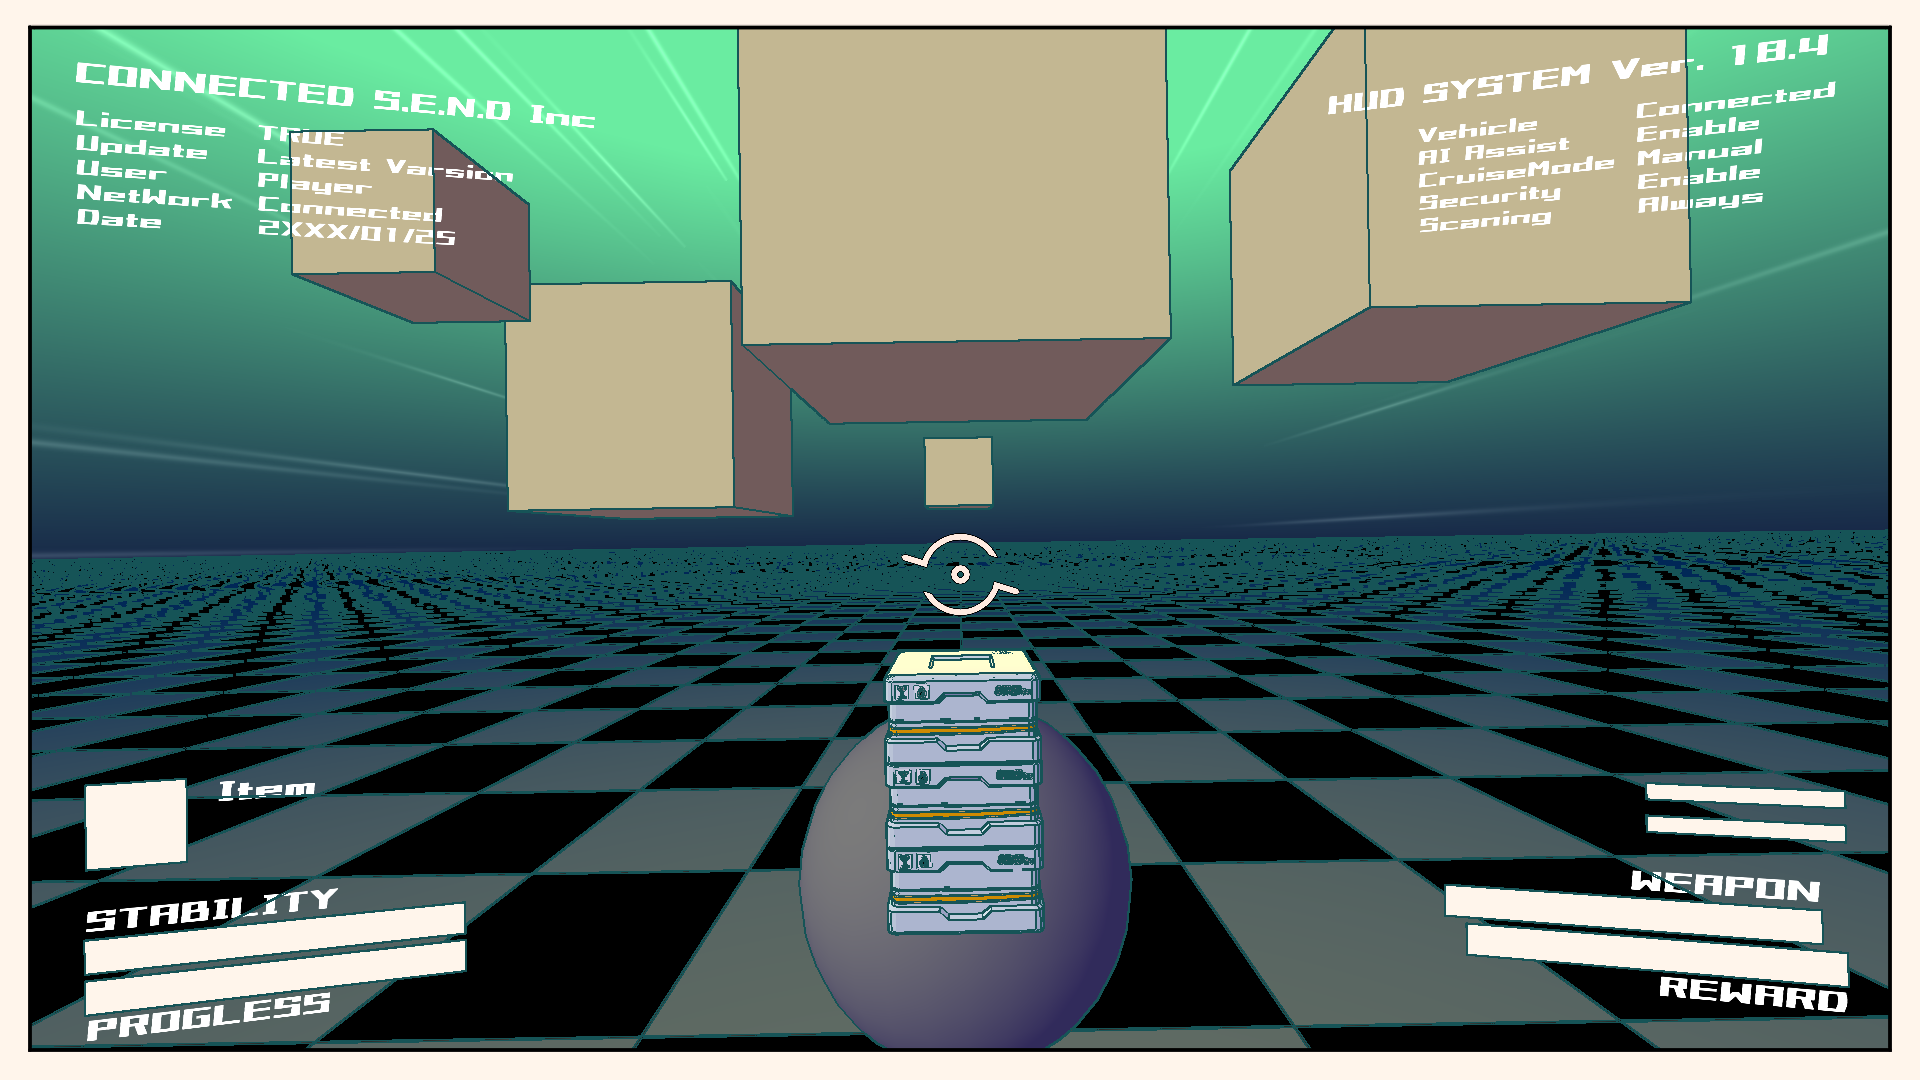 CONNECTED S.E.N.D Inc
License TRUE
Update Latest Varsion
User Player
NetWork Connected
Date 2XXX/01/25
HUD SYSTEM Ver. 18.4
Vehicle Connected
AI Assist Enable
CruiseMode Manual
Security Enable
Scaning Always
Item
STABILITY
PROGLESS
WEAPON
REWARD